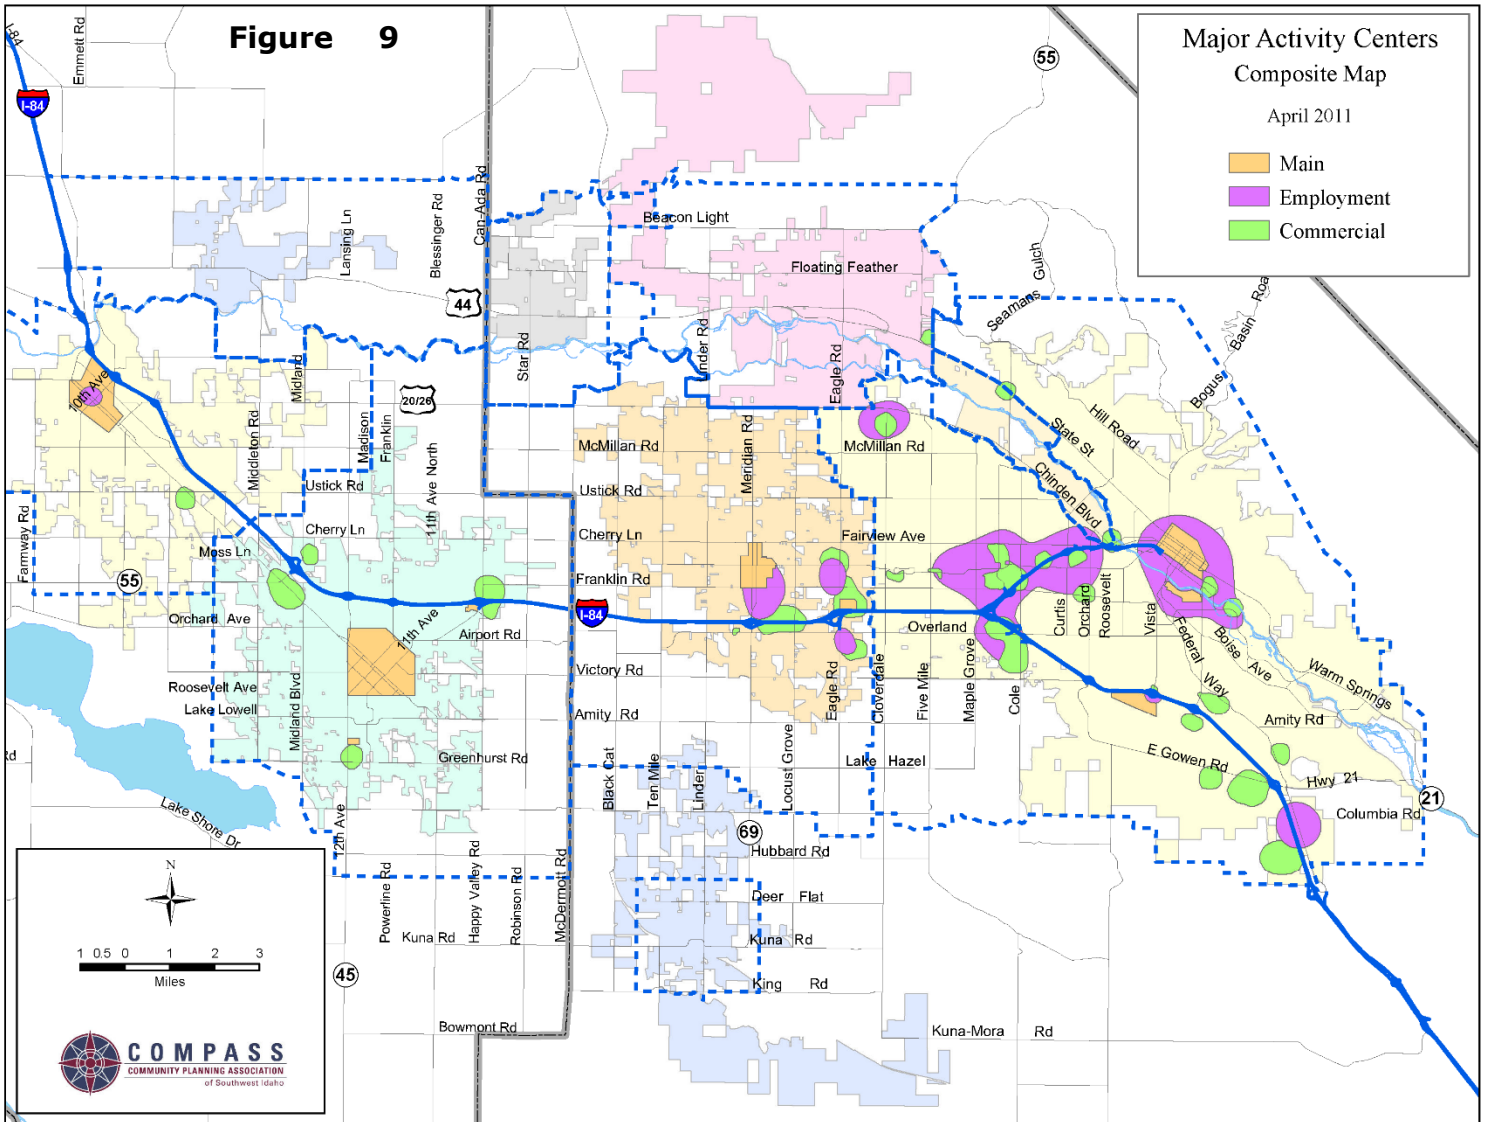 Figure 9
Major Activity Centers
Composite Map
April 2011
Main
Employment
Commercial
I-84
Emmett Rd
I-84
55
Can-Ada Rd
Blessinger Rd
Lansing Ln
Beacon Light
Floating Feather
Seamans Gulch
Bogus Basin Road
44
Star Rd
Linder Rd
Eagle Rd
10th Ave
Midland
Middleton Rd
Madison
Franklin
20/26
11th Ave North
McMillan Rd
Meridian Rd
McMillan Rd
Hill Road
State St
Chinden Blvd
Ustick Rd
Ustick Rd
Farmway Rd
Cherry Ln
Cherry Ln
Fairview Ave
Moss Ln
Franklin Rd
55
I-84
Orchard Ave
11th Ave
Airport Rd
Overland
Curtis
Orchard
Roosevelt
Vista
Federal Way
Boise Ave
Warm Springs
Victory Rd
Roosevelt Ave
Lake Lowell
Midland Blvd
Eagle Rd
Cloverdale
Five Mile
Maple Grove
Cole
Amity Rd
Amity Rd
Rd
Greenhurst Rd
Black Cat
Ten Mile
Linder
Locust Grove
Lake Hazel
E Gowen Rd
Hwy 21
21
Columbia Rd
Lake Shore Dr
12th Ave
69
Hubbard Rd
Powerline Rd
Happy Valley Rd
Robinson Rd
McDermott Rd
Deer Flat
Kuna Rd
Kuna Rd
45
King Rd
Bowmont Rd
Kuna-Mora Rd
N
1 0.5 0 1 2 3
Miles
COMPASS
COMMUNITY PLANNING ASSOCIATION
of Southwest Idaho